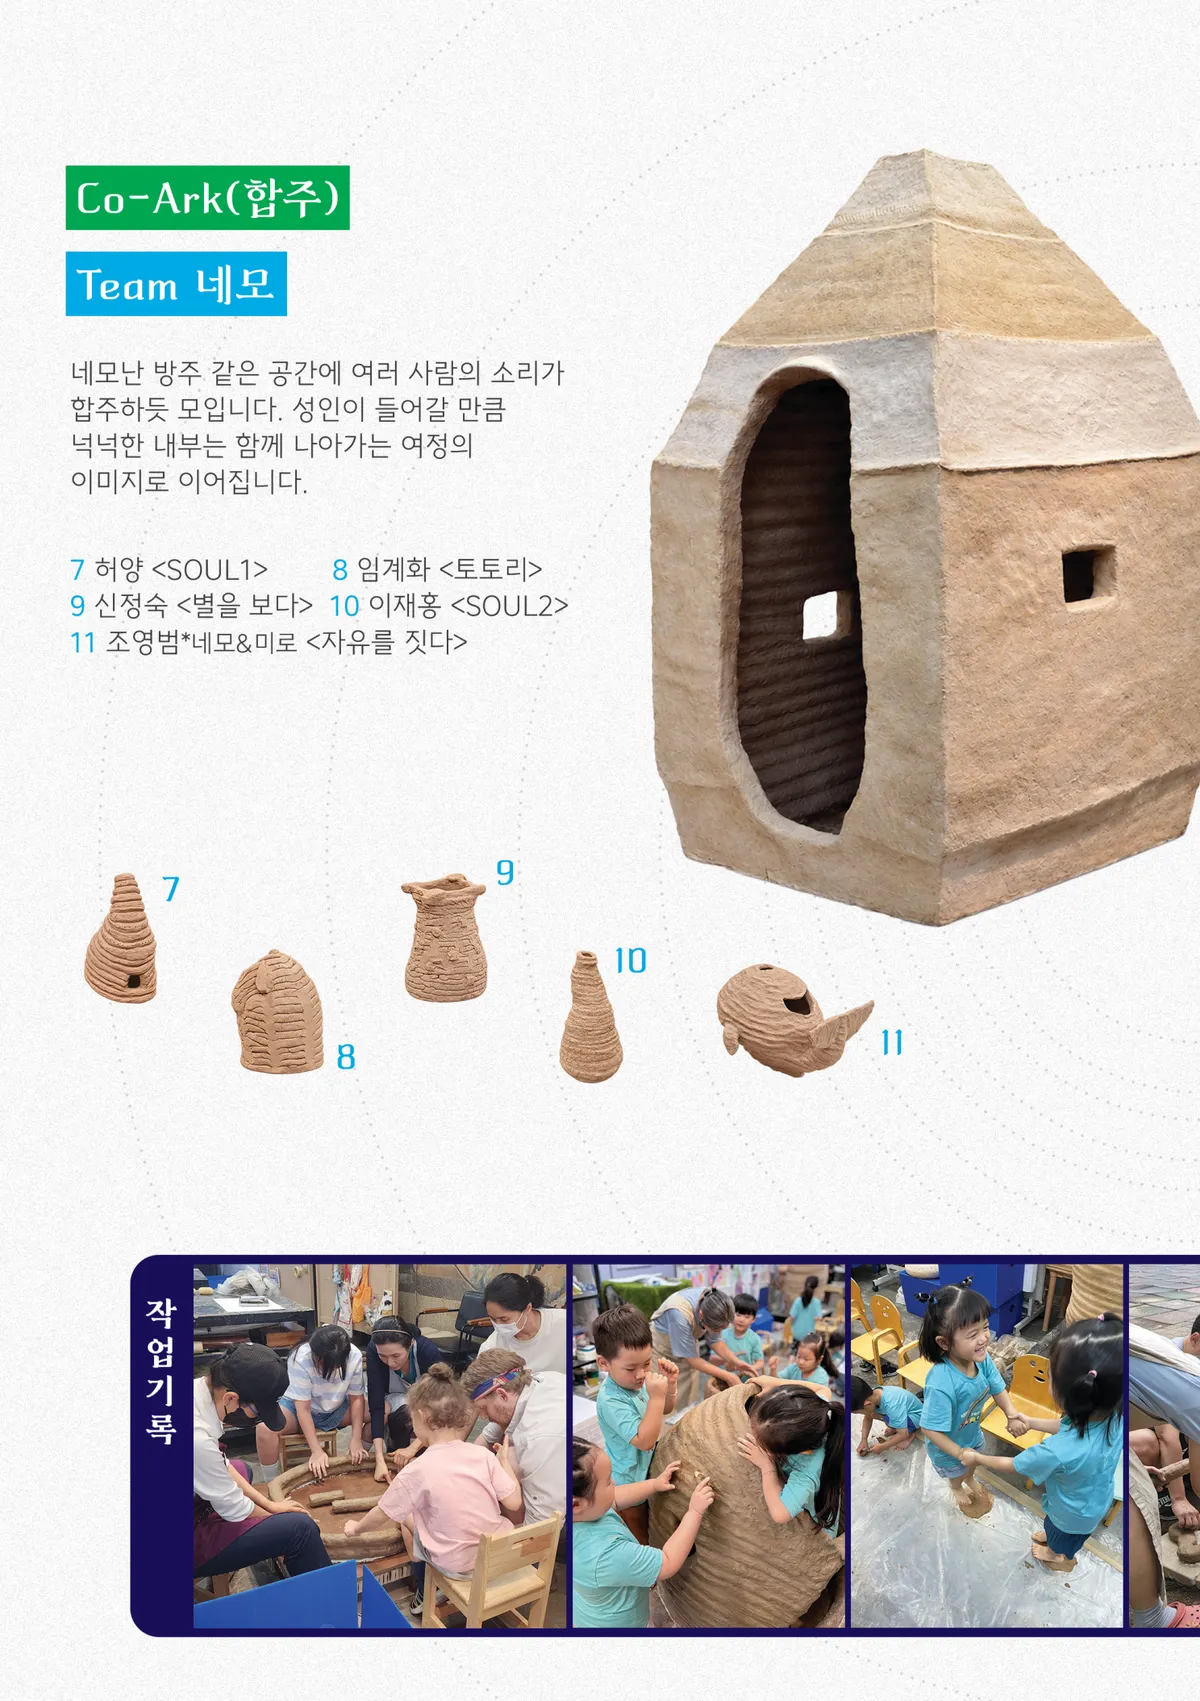 Co-Ark(합주)
Team 네모
네모난 방주 같은 공간에 여러 사람의 소리가
합주하듯 모입니다. 성인이 들어갈 만큼
넉넉한 내부는 함께 나아가는 여정의
이미지로 이어집니다.
7 허양 <SOUL1> 8 임계화 <토토리>
9 신정숙 <별을 보다> 10 이재홍 <SOUL2>
11 조영범*네모&미로 <자유를 짓다>
7
9
10
8
11
작업기록